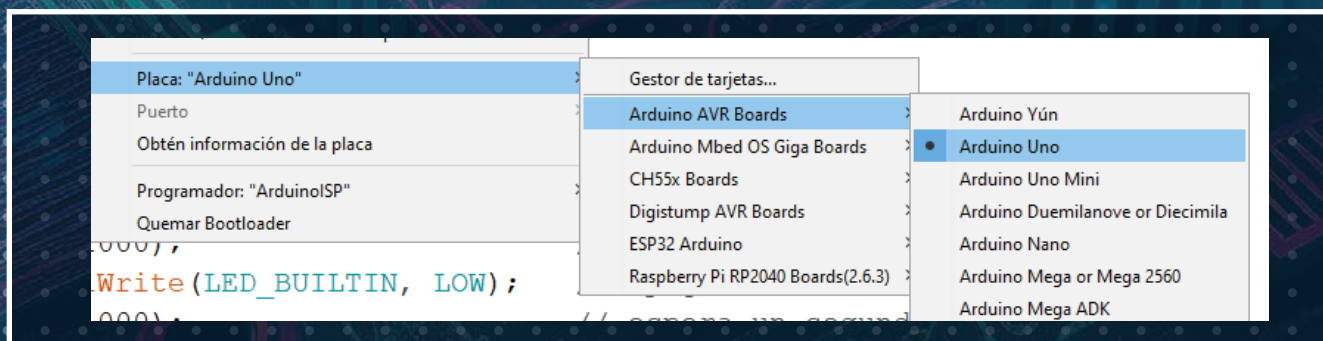 Placa: "Arduino Uno"
Puerto
Obtén información de la placa
Programador: "ArduinoISP"
Quemar Bootloader
Gestor de tarjetas...
Arduino AVR Boards
Arduino Mbed OS Giga Boards
CH55x Boards
Digistump AVR Boards
ESP32 Arduino
Raspberry Pi RP2040 Boards(2.6.3)
Arduino Yún
Arduino Uno
Arduino Uno Mini
Arduino Duemilanove or Diecimila
Arduino Nano
Arduino Mega or Mega 2560
Arduino Mega ADK
Write(LED_BUILTIN, LOW);
// espera un segund